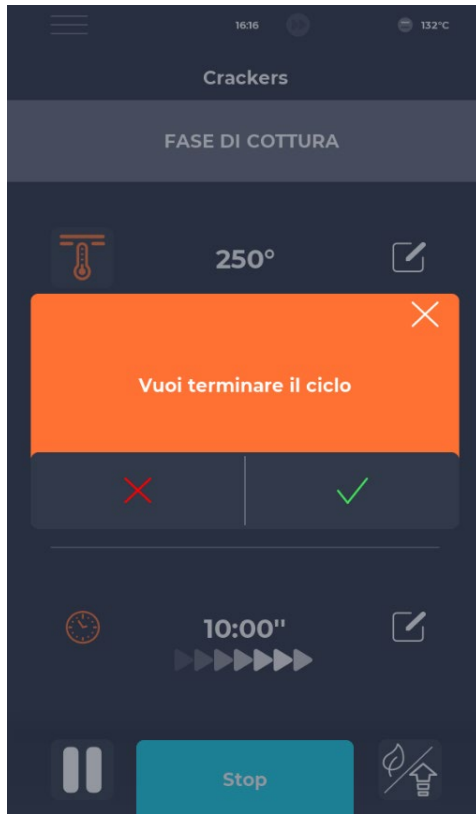 16:16
132°C
Crackers
FASE DI COTTURA
250°
Vuoi terminare il ciclo
10:00''
Stop